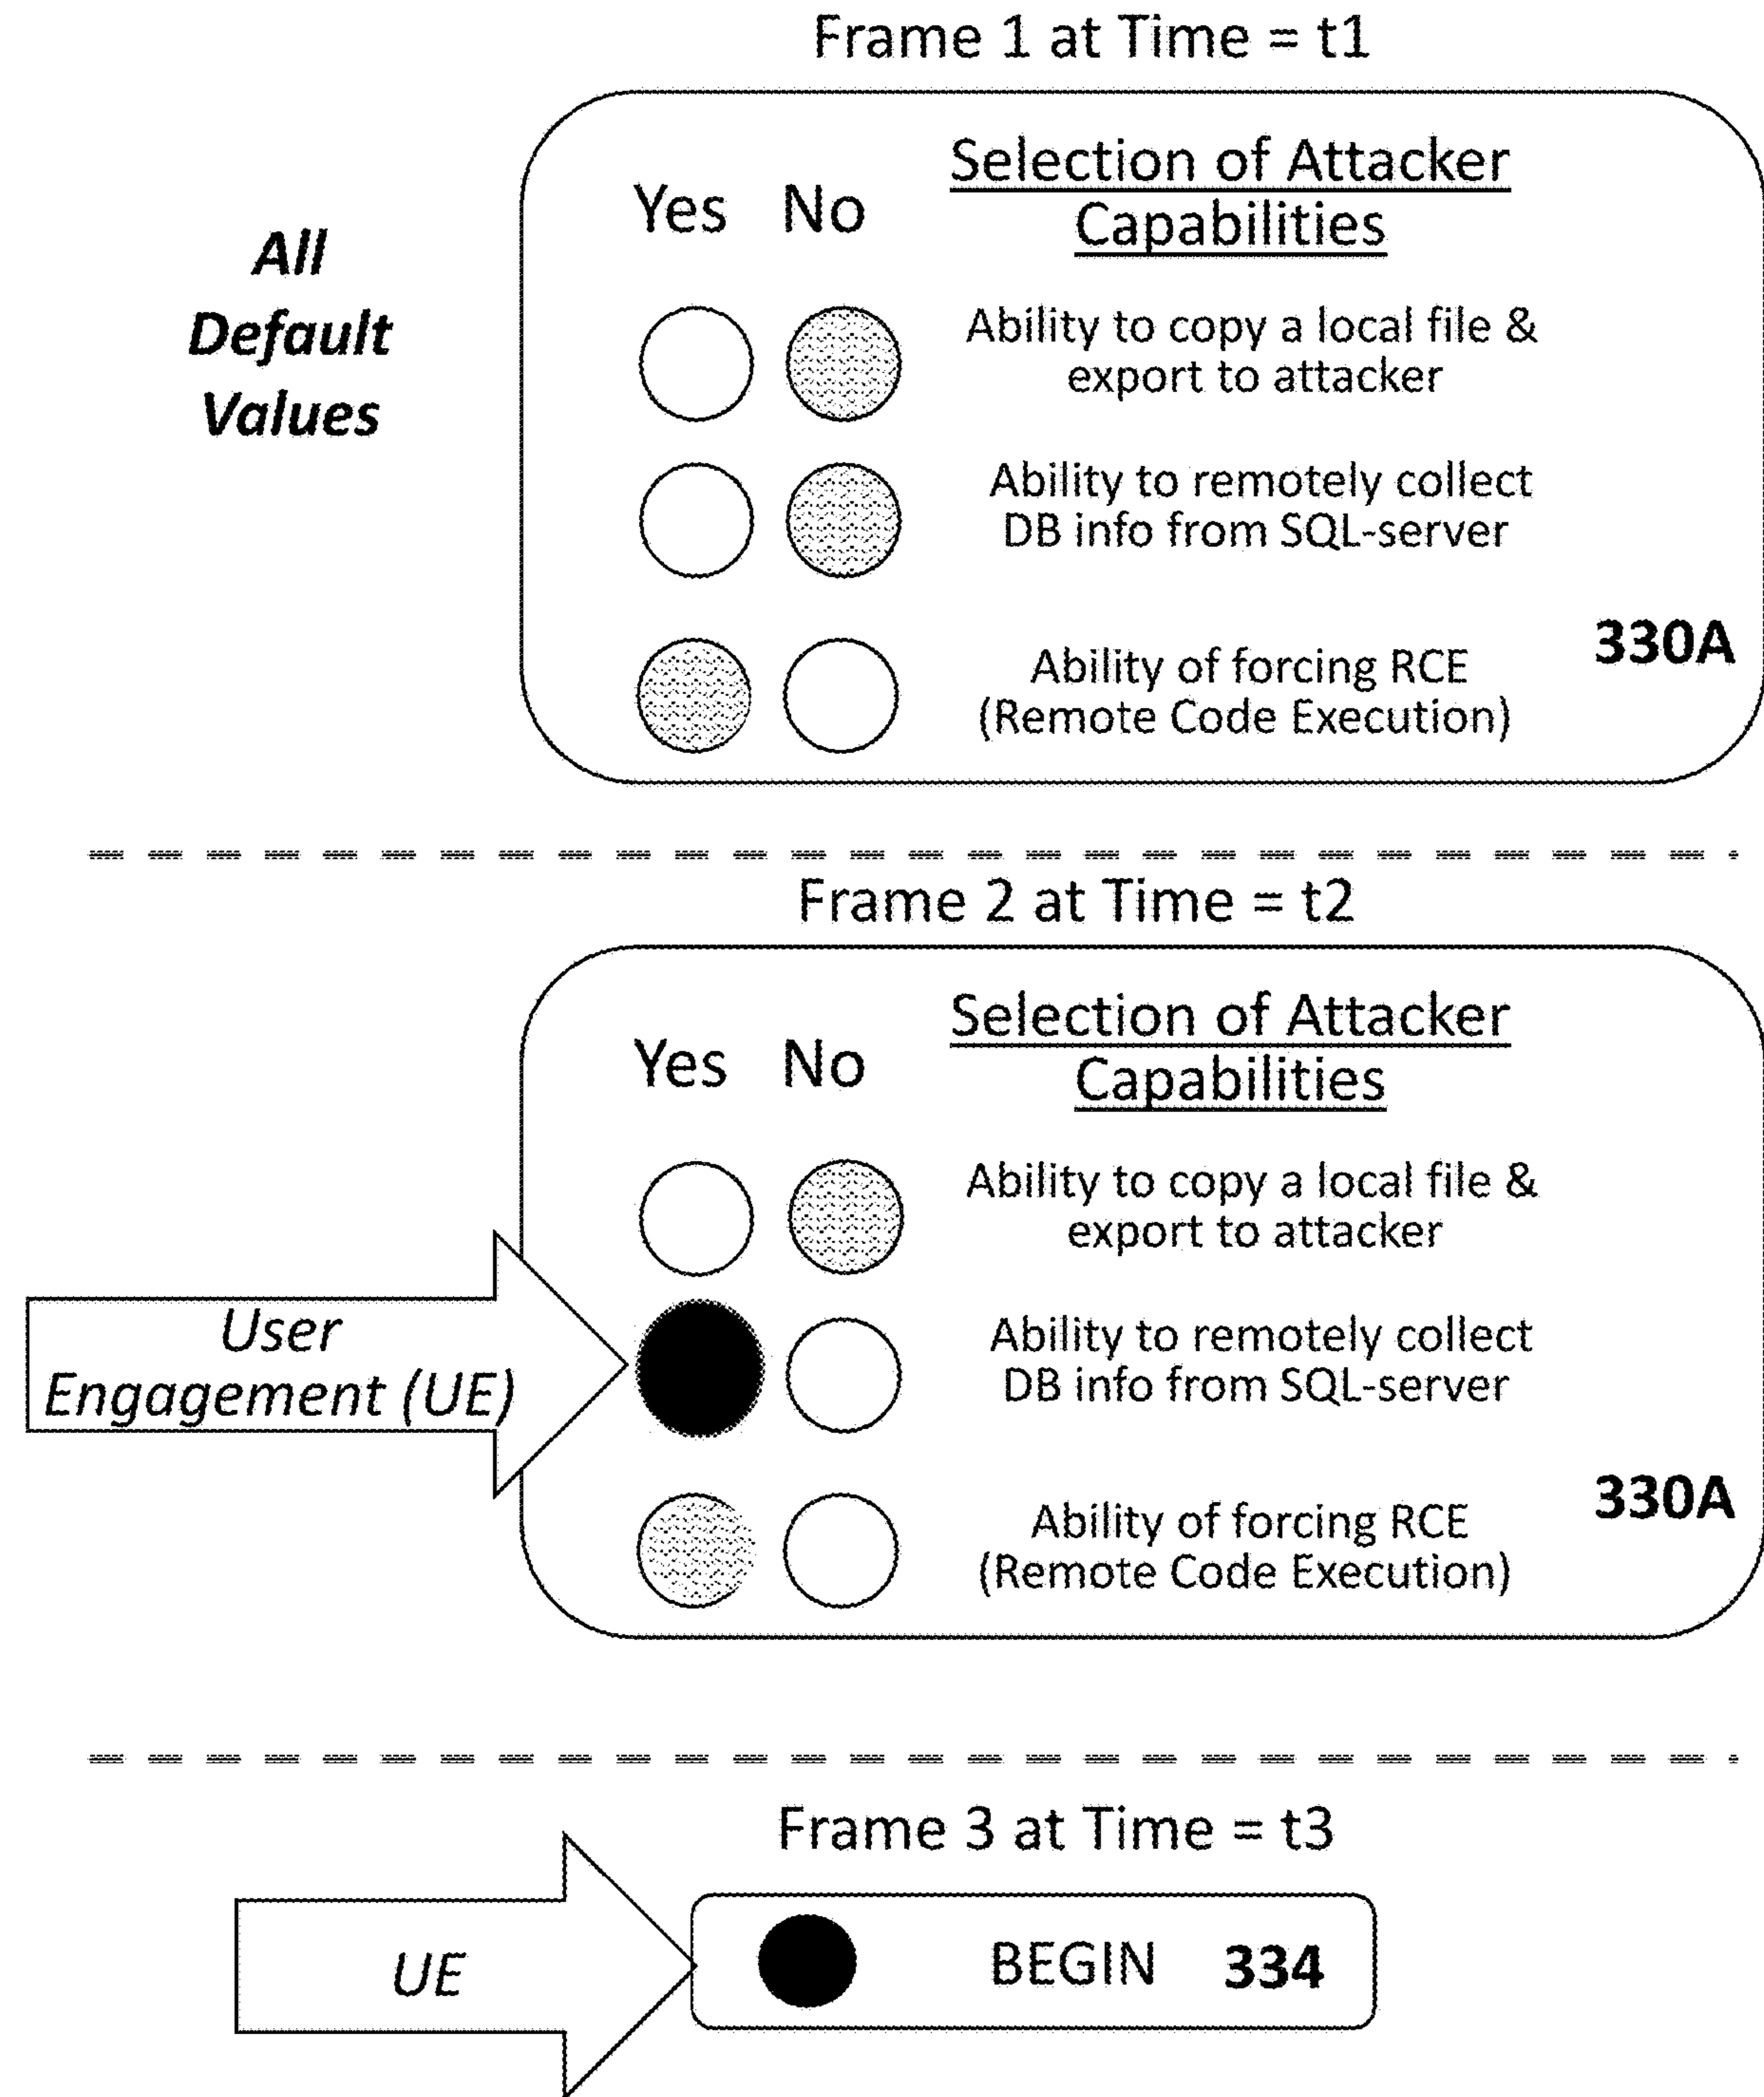 Frame 1 at Time = t1
Selection of Attacker
Capabilities
Yes No
All
Default
Values
Ability to copy a local file &
export to attacker
Ability to remotely collect
DB info from SQL-server
Ability of forcing RCE
(Remote Code Execution)
330A
Frame 2 at Time = t2
Selection of Attacker
Capabilities
Yes No
Ability to copy a local file &
export to attacker
User
Engagement (UE)
Ability to remotely collect
DB info from SQL-server
Ability of forcing RCE
(Remote Code Execution)
330A
Frame 3 at Time = t3
UE
BEGIN 334